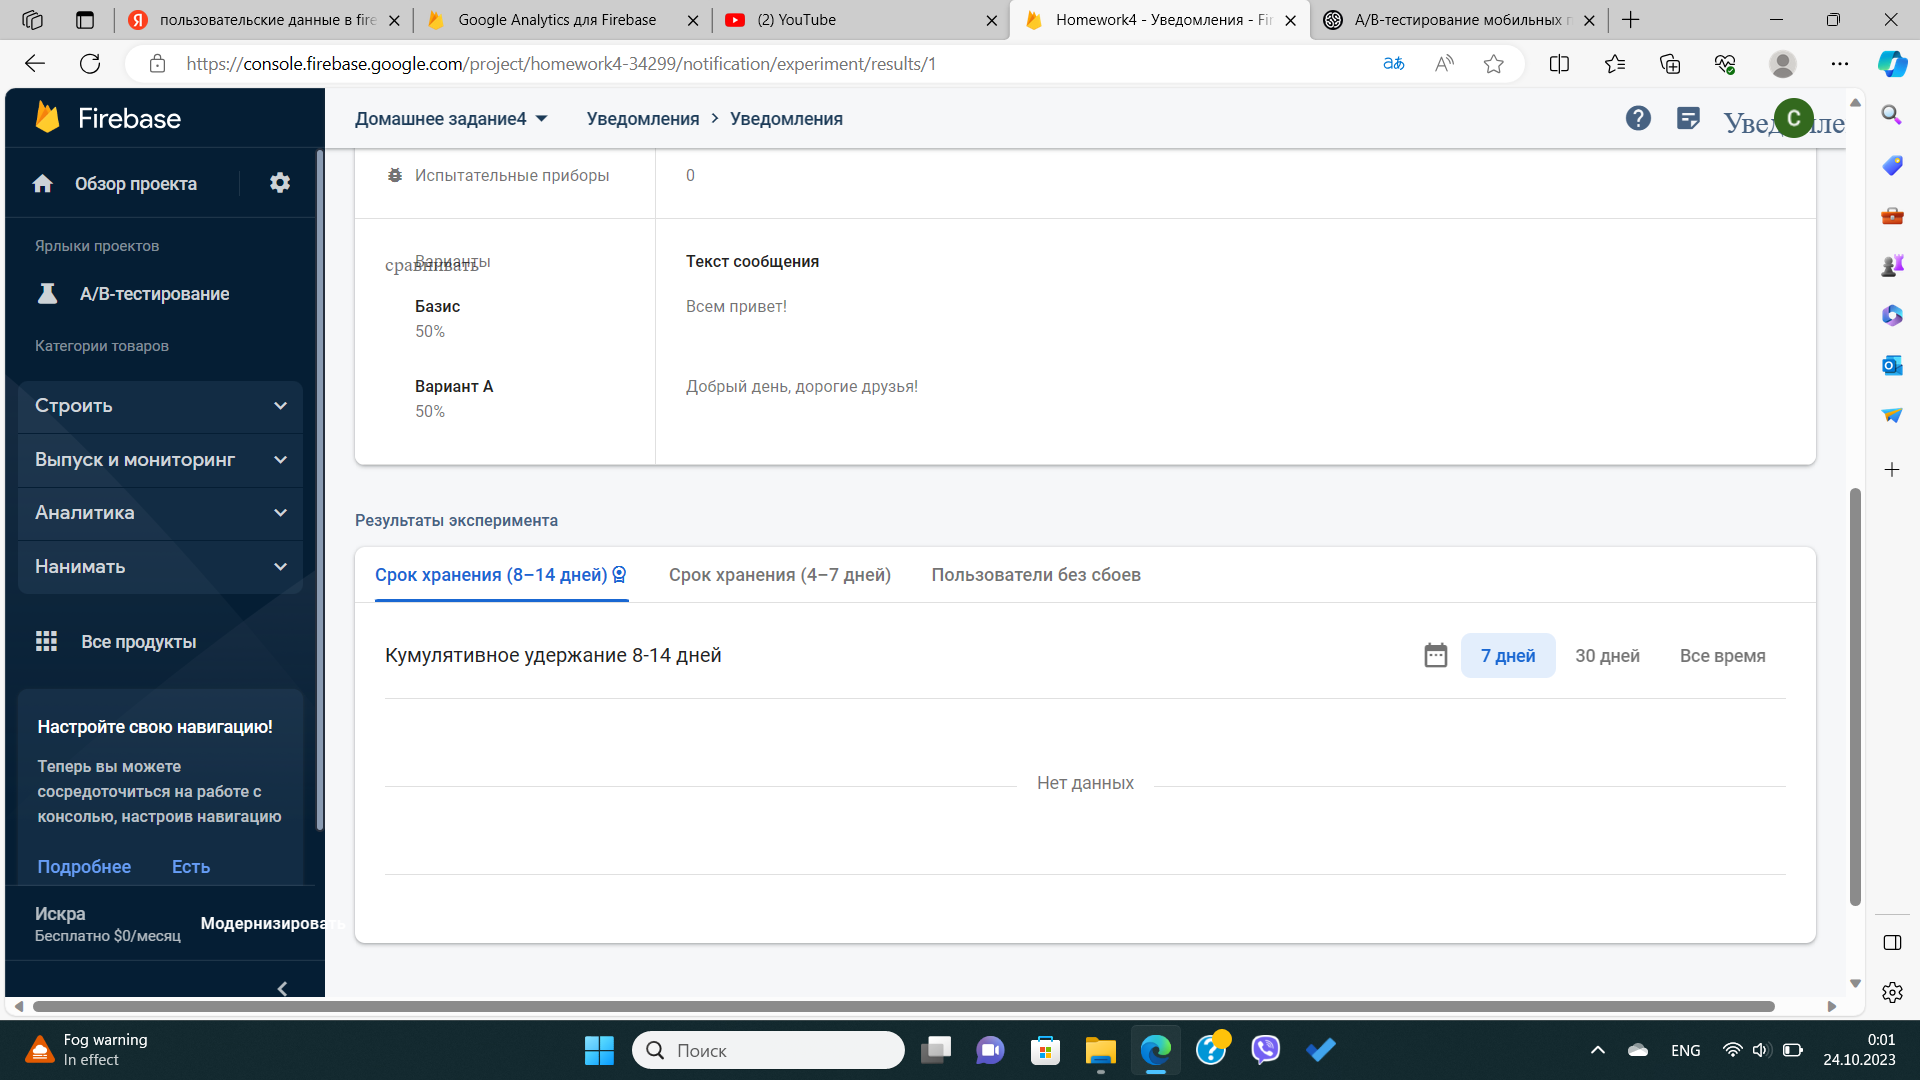 пользовательские данные в fire
Google Analytics для Firebase
(2) YouTube
Homework4 - Уведомления - Fir
A/B-тестирование мобильных п
https://console.firebase.google.com/project/homework4-34299/notification/experiment/results/1
Firebase
Домашнее задание4
Уведомления > Уведомления
C
Обзор проекта
Испытательные приборы
0
Ярлыки проектов
A/B-тестирование
Категории товаров
Строить
Выпуск и мониторинг
Аналитика
Нанимать
Все продукты
Варианты
сравнивать
Текст сообщения
Базис
50%
Всем привет!
Вариант А
50%
Добрый день, дорогие друзья!
Результаты эксперимента
Срок хранения (8–14 дней)
Срок хранения (4–7 дней)
Пользователи без сбоев
Кумулятивное удержание 8-14 дней
7 дней
30 дней
Все время
Нет данных
Настройте свою навигацию!
Теперь вы можете
сосредоточиться на работе с
консолью, настроив навигацию
Подробнее
Есть
Искра
Бесплатно $0/месяц
Модернизировать
Fog warning
In effect
Поиск
ENG
0:01
24.10.2023